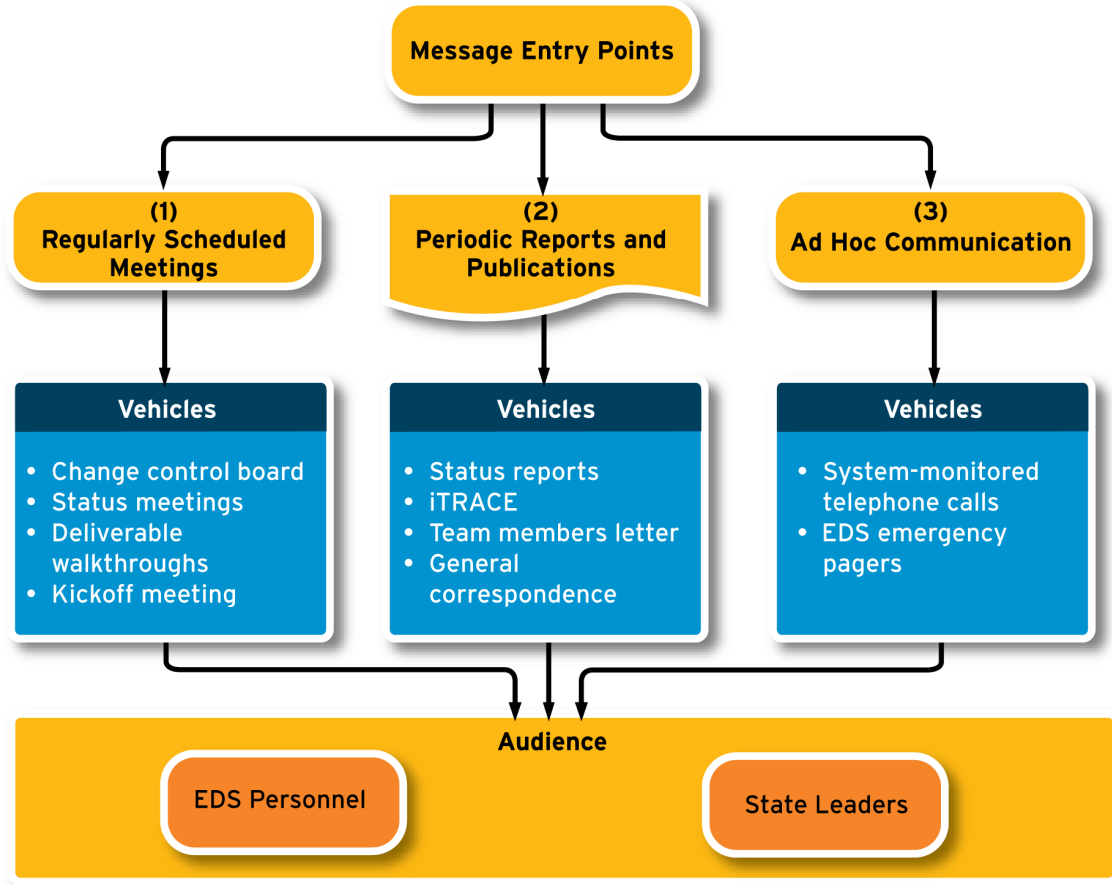 Message Entry Points
(1)
Regularly Scheduled
Meetings
(2)
Periodic Reports and
Publications
(3)
Ad Hoc Communication
Vehicles
• Change control board
• Status meetings
• Deliverable
walkthroughs
• Kickoff meeting
Vehicles
• Status reports
• iTRACE
• Team members letter
• General
correspondence
Vehicles
• System-monitored
telephone calls
• EDS emergency
pagers
Audience
EDS Personnel
State Leaders